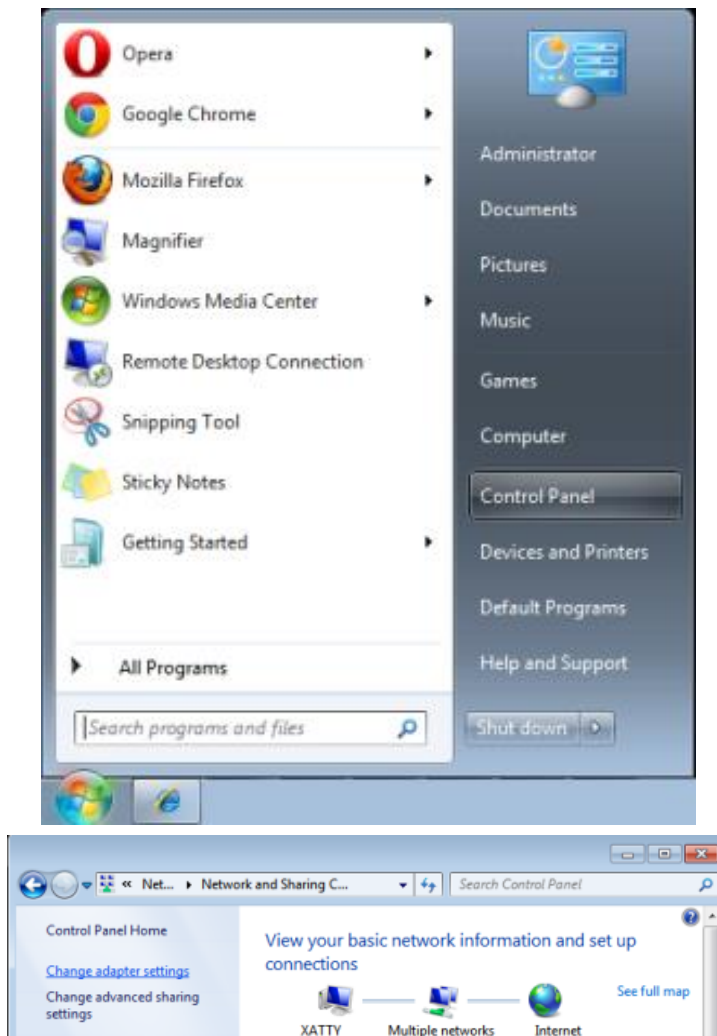 Opera
Google Chrome
Mozilla Firefox
Magnifier
Windows Media Center
Remote Desktop Connection
Snipping Tool
Sticky Notes
Getting Started
All Programs
Search programs and files
Administrator
Documents
Pictures
Music
Games
Computer
Control Panel
Devices and Printers
Default Programs
Help and Support
Shut down
« Net... Network and Sharing C...
Search Control Panel
Control Panel Home
Change adapter settings
Change advanced sharing
settings
View your basic network information and set up
connections
See full map
XATTY Multiple networks Internet